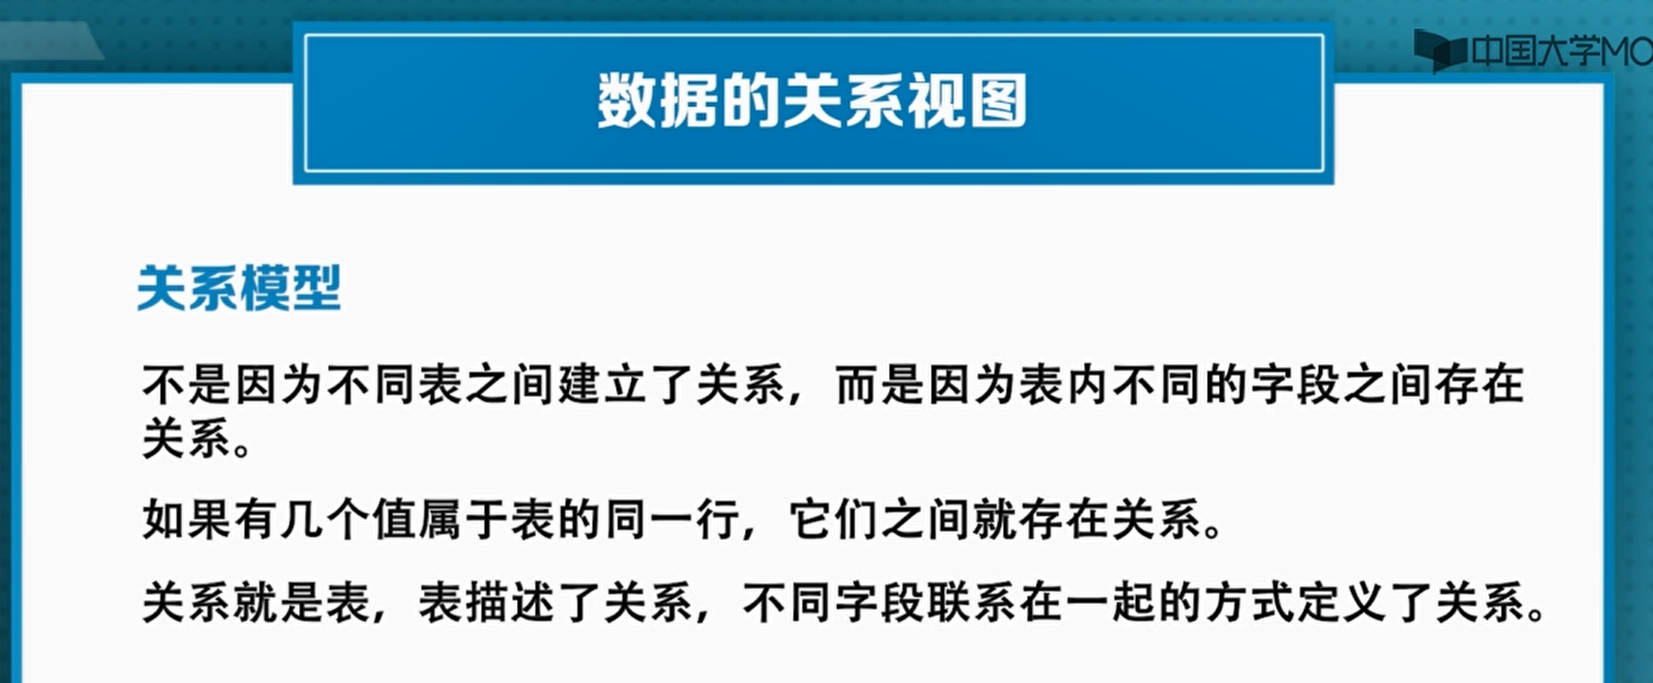 中国大学MO
数据的关系视图
关系模型
不是因为不同表之间建立了关系，而是因为表内不同的字段之间存在
关系。
如果有几个值属于表的同一行，它们之间就存在关系。
关系就是表，表描述了关系，不同字段联系在一起的方式定义了关系。